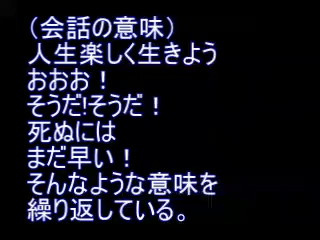 （会話の意味）
人生楽しく生きよう
おおお！
そうだ!そうだ！
死ぬには
まだ早い！
そんなような意味を
繰り返している。